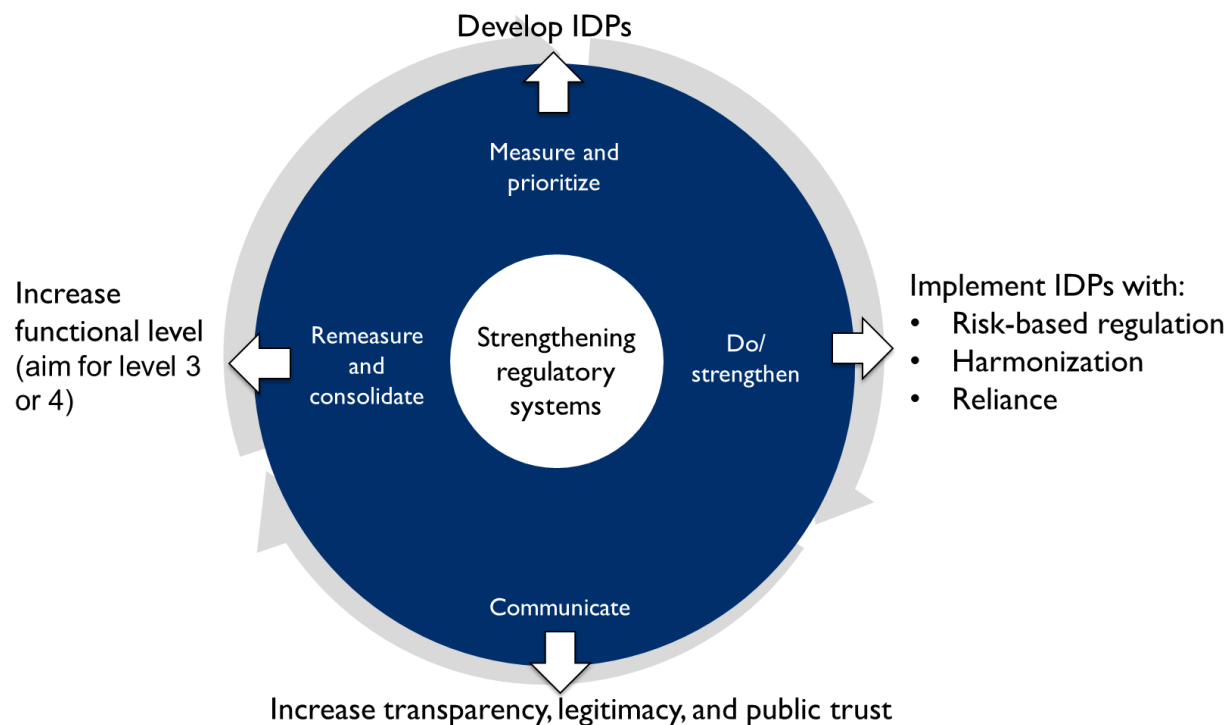 Develop IDPs
Measure and
prioritize
Increase
functional level
(aim for level 3
or 4)
Remeasure
and
consolidate
Strengthening
regulatory
systems
Do/
strengthen
Implement IDPs with:
• Risk-based regulation
• Harmonization
• Reliance
Communicate
Increase transparency, legitimacy, and public trust